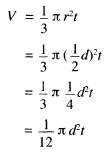 V = 1/3 π r²t
= 1/3 π (1/2 d)²t
= 1/3 π 1/4 d²t
= 1/12 π d²t